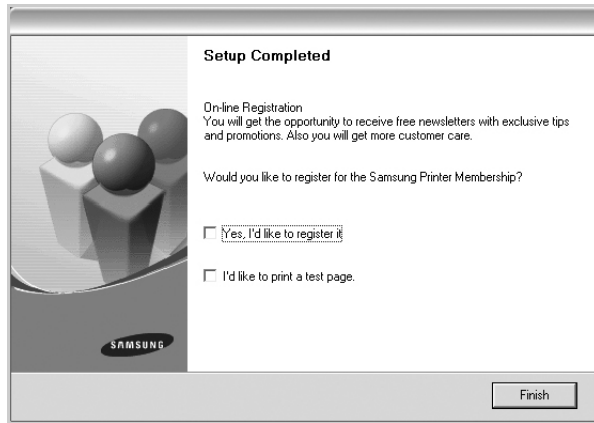 Setup Completed
On-line Registration
You will get the opportunity to receive free newsletters with exclusive tips
and promotions. Also you will get more customer care.
Would you like to register for the Samsung Printer Membership?
Yes, I'd like to register it
I'd like to print a test page.
SAMSUNG
Finish